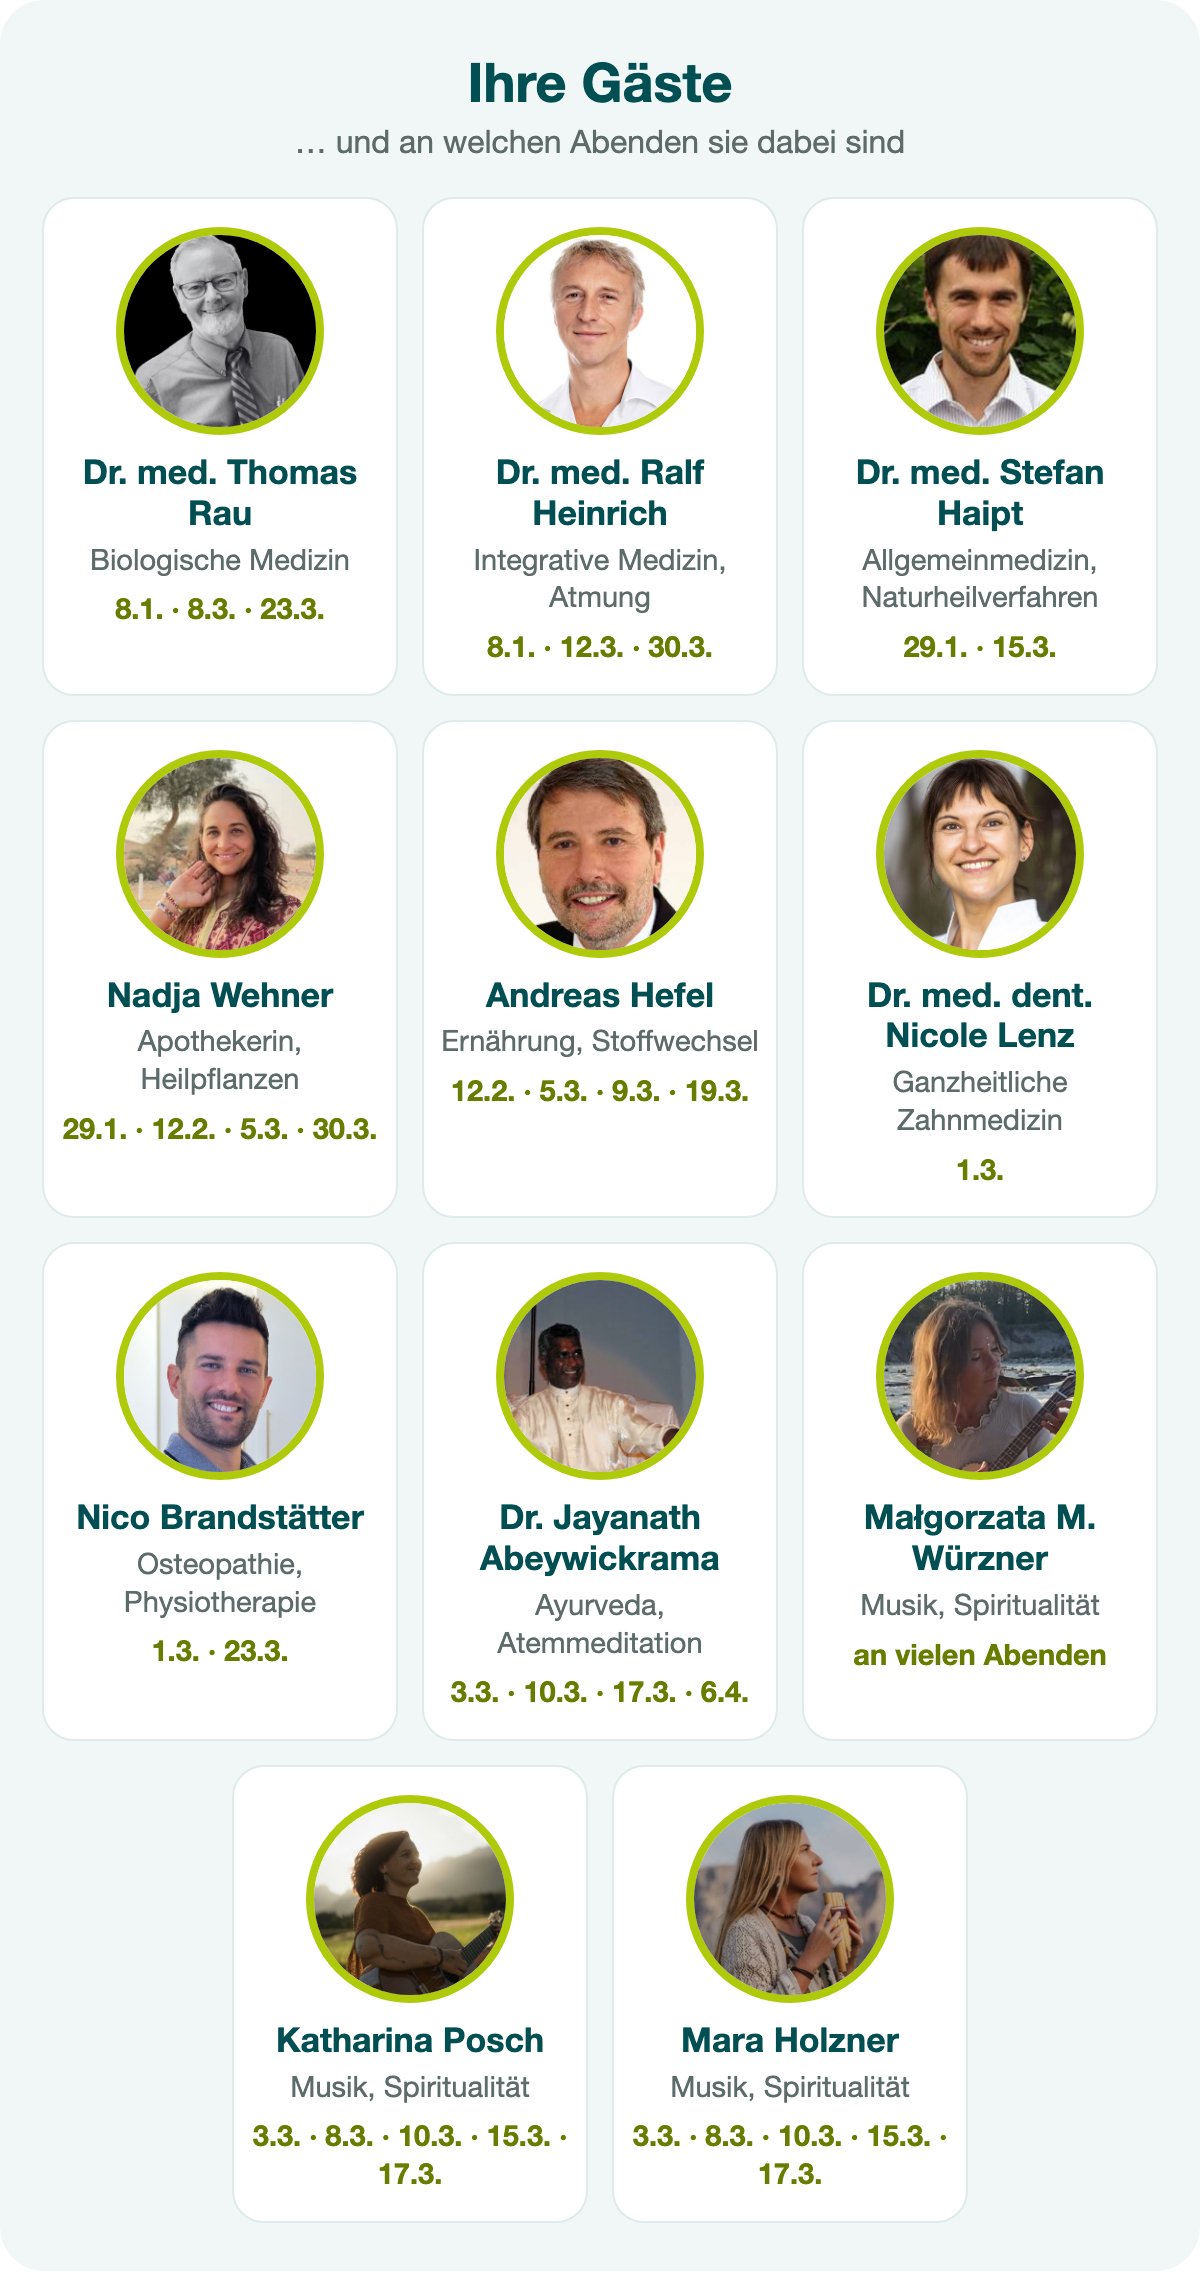 Ihre Gäste
… und an welchen Abenden sie dabei sind
Dr. med. Thomas
Rau
Biologische Medizin
8.1. · 8.3. · 23.3.
Dr. med. Ralf
Heinrich
Integrative Medizin,
Atmung
8.1. · 12.3. · 30.3.
Dr. med. Stefan
Haipt
Allgemeinmedizin,
Naturheilverfahren
29.1. · 15.3.
Nadja Wehner
Apothekerin,
Heilpflanzen
29.1. · 12.2. · 5.3. · 30.3.
Andreas Hefel
Ernährung, Stoffwechsel
12.2. · 5.3. · 9.3. · 19.3.
Dr. med. dent.
Nicole Lenz
Ganzheitliche
Zahnmedizin
1.3.
Nico Brandstätter
Osteopathie,
Physiotherapie
1.3. · 23.3.
Dr. Jayanath
Abeywickrama
Ayurveda,
Atemmeditation
3.3. · 10.3. · 17.3. · 6.4.
Małgorzata M.
Würzner
Musik, Spiritualität
an vielen Abenden
Katharina Posch
Musik, Spiritualität
3.3. · 8.3. · 10.3. · 15.3. ·
17.3.
Mara Holzner
Musik, Spiritualität
3.3. · 8.3. · 10.3. · 15.3. ·
17.3.